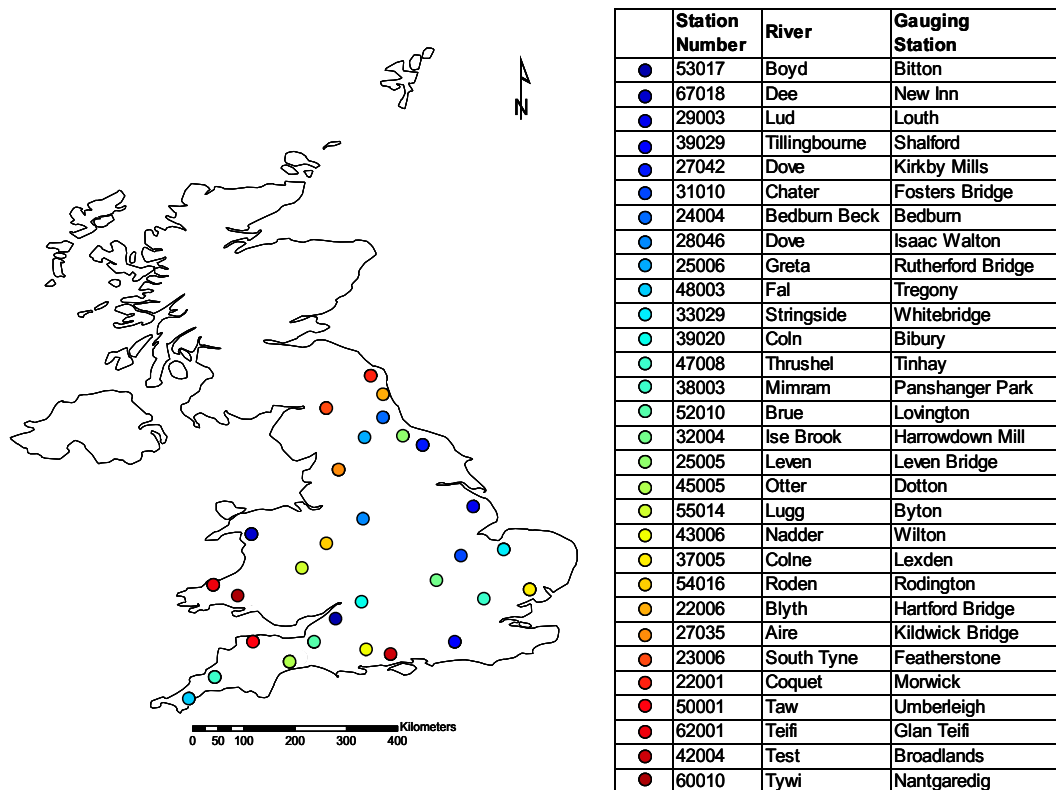 N
Kilometers
0 50 100 200 300 400
Station Number River Gauging Station
53017 Boyd Bitton
67018 Dee New Inn
29003 Lud Louth
39029 Tillingbourne Shalford
27042 Dove Kirkby Mills
31010 Chater Fosters Bridge
24004 Bedburn Beck Bedburn
28046 Dove Isaac Walton
25006 Greta Rutherford Bridge
48003 Fal Tregony
33029 Stringside Whitebridge
39020 Coln Bibury
47008 Thrushel Tinhay
38003 Mimram Panshanger Park
52010 Brue Lovington
32004 Ise Brook Harrowdown Mill
25005 Leven Leven Bridge
45005 Otter Dotton
55014 Lugg Byton
43006 Nadder Wilton
37005 Colne Lexden
54016 Roden Rodington
22006 Blyth Hartford Bridge
27035 Aire Kildwick Bridge
23006 South Tyne Featherstone
22001 Coquet Morwick
50001 Taw Umberleigh
62001 Teifi Glan Teifi
42004 Test Broadlands
60010 Tywi Nantgaredig